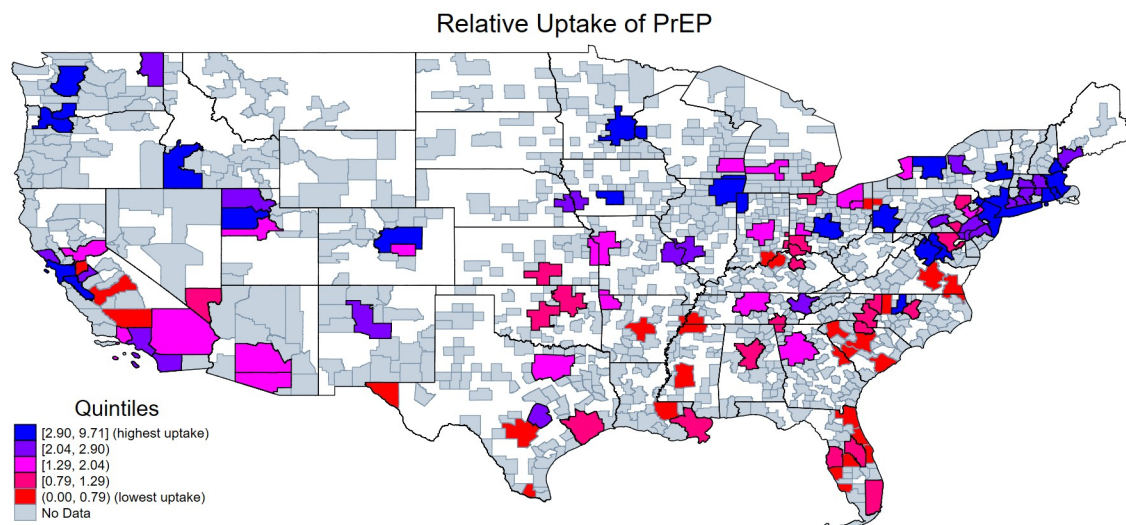 Relative Uptake of PrEP
Quintiles
[2.90, 9.71] (highest uptake)
[2.04, 2.90)
[1.29, 2.04)
[0.79, 1.29)
(0.00, 0.79) (lowest uptake)
No Data